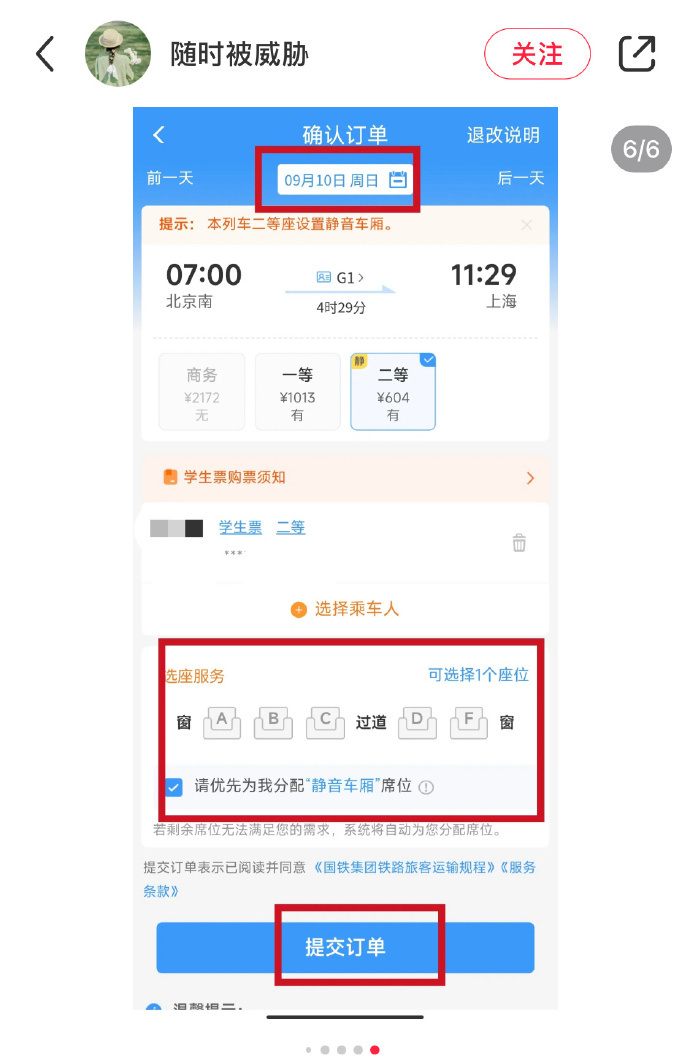 随时被威胁
关注
6/6
确认订单
退改说明
前一天
09月10日 周日
后一天
提示： 本列车二等座设置静音车厢。
07:00
G1
11:29
北京南
4时29分
上海
商务
¥2172
无
一等
¥1013
有
静
二等
¥604
有
学生票购票须知
学生票 二等
***
选择乘车人
选座服务
可选择1个座位
窗 A B C 过道 D F 窗
请优先为我分配“静音车厢”席位
若剩余席位无法满足您的需求，系统将自动为您分配席位。
提交订单表示已阅读并同意 《国铁集团铁路旅客运输规程》《服务
条款》
提交订单
温馨提示: